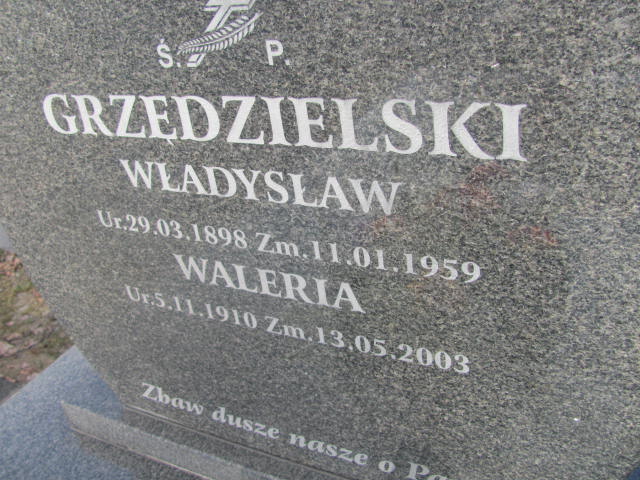 Ś. P.
GRZĘDZIELSKI
WŁADYSŁAW
Ur.29.03.1898 Zm.11.01.1959
WALERIA
Ur.5.11.1910 Zm.13.05.2003
Zbaw dusze nasze o